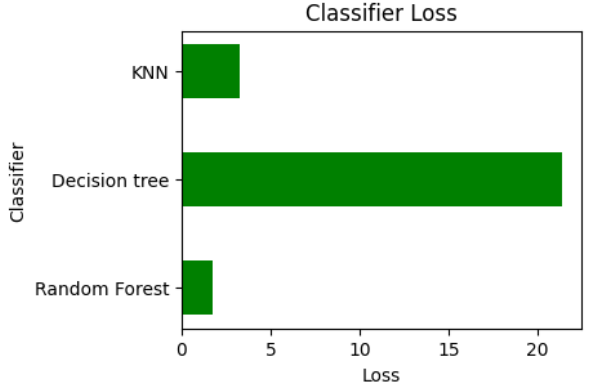 Classifier Loss
KNN
Decision tree
Random Forest
Classifier
0 5 10 15 20
Loss